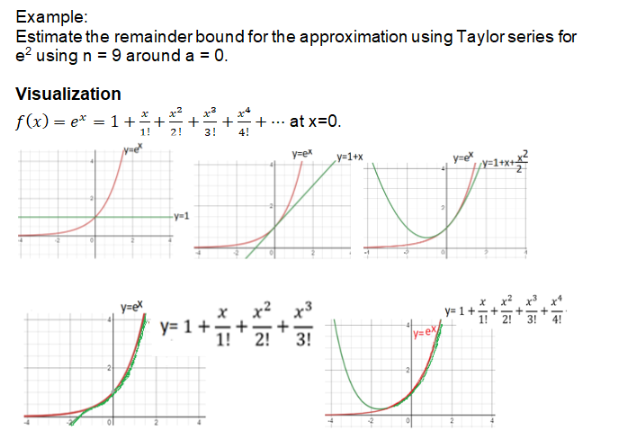 Example:
Estimate the remainder bound for the approximation using Taylor series for
e² using n = 9 around a = 0.
Visualization
f(x) = eˣ = 1 + x/1! + x²/2! + x³/3! + x⁴/4! + ⋯ at x=0.
y=eˣ
y=1
y=eˣ
y=1+x
y=eˣ
y=1+x+x²/2
y=eˣ
y= 1 + x/1! + x²/2! + x³/3!
y=eˣ
y= 1 + x/1! + x²/2! + x³/3! + x⁴/4!